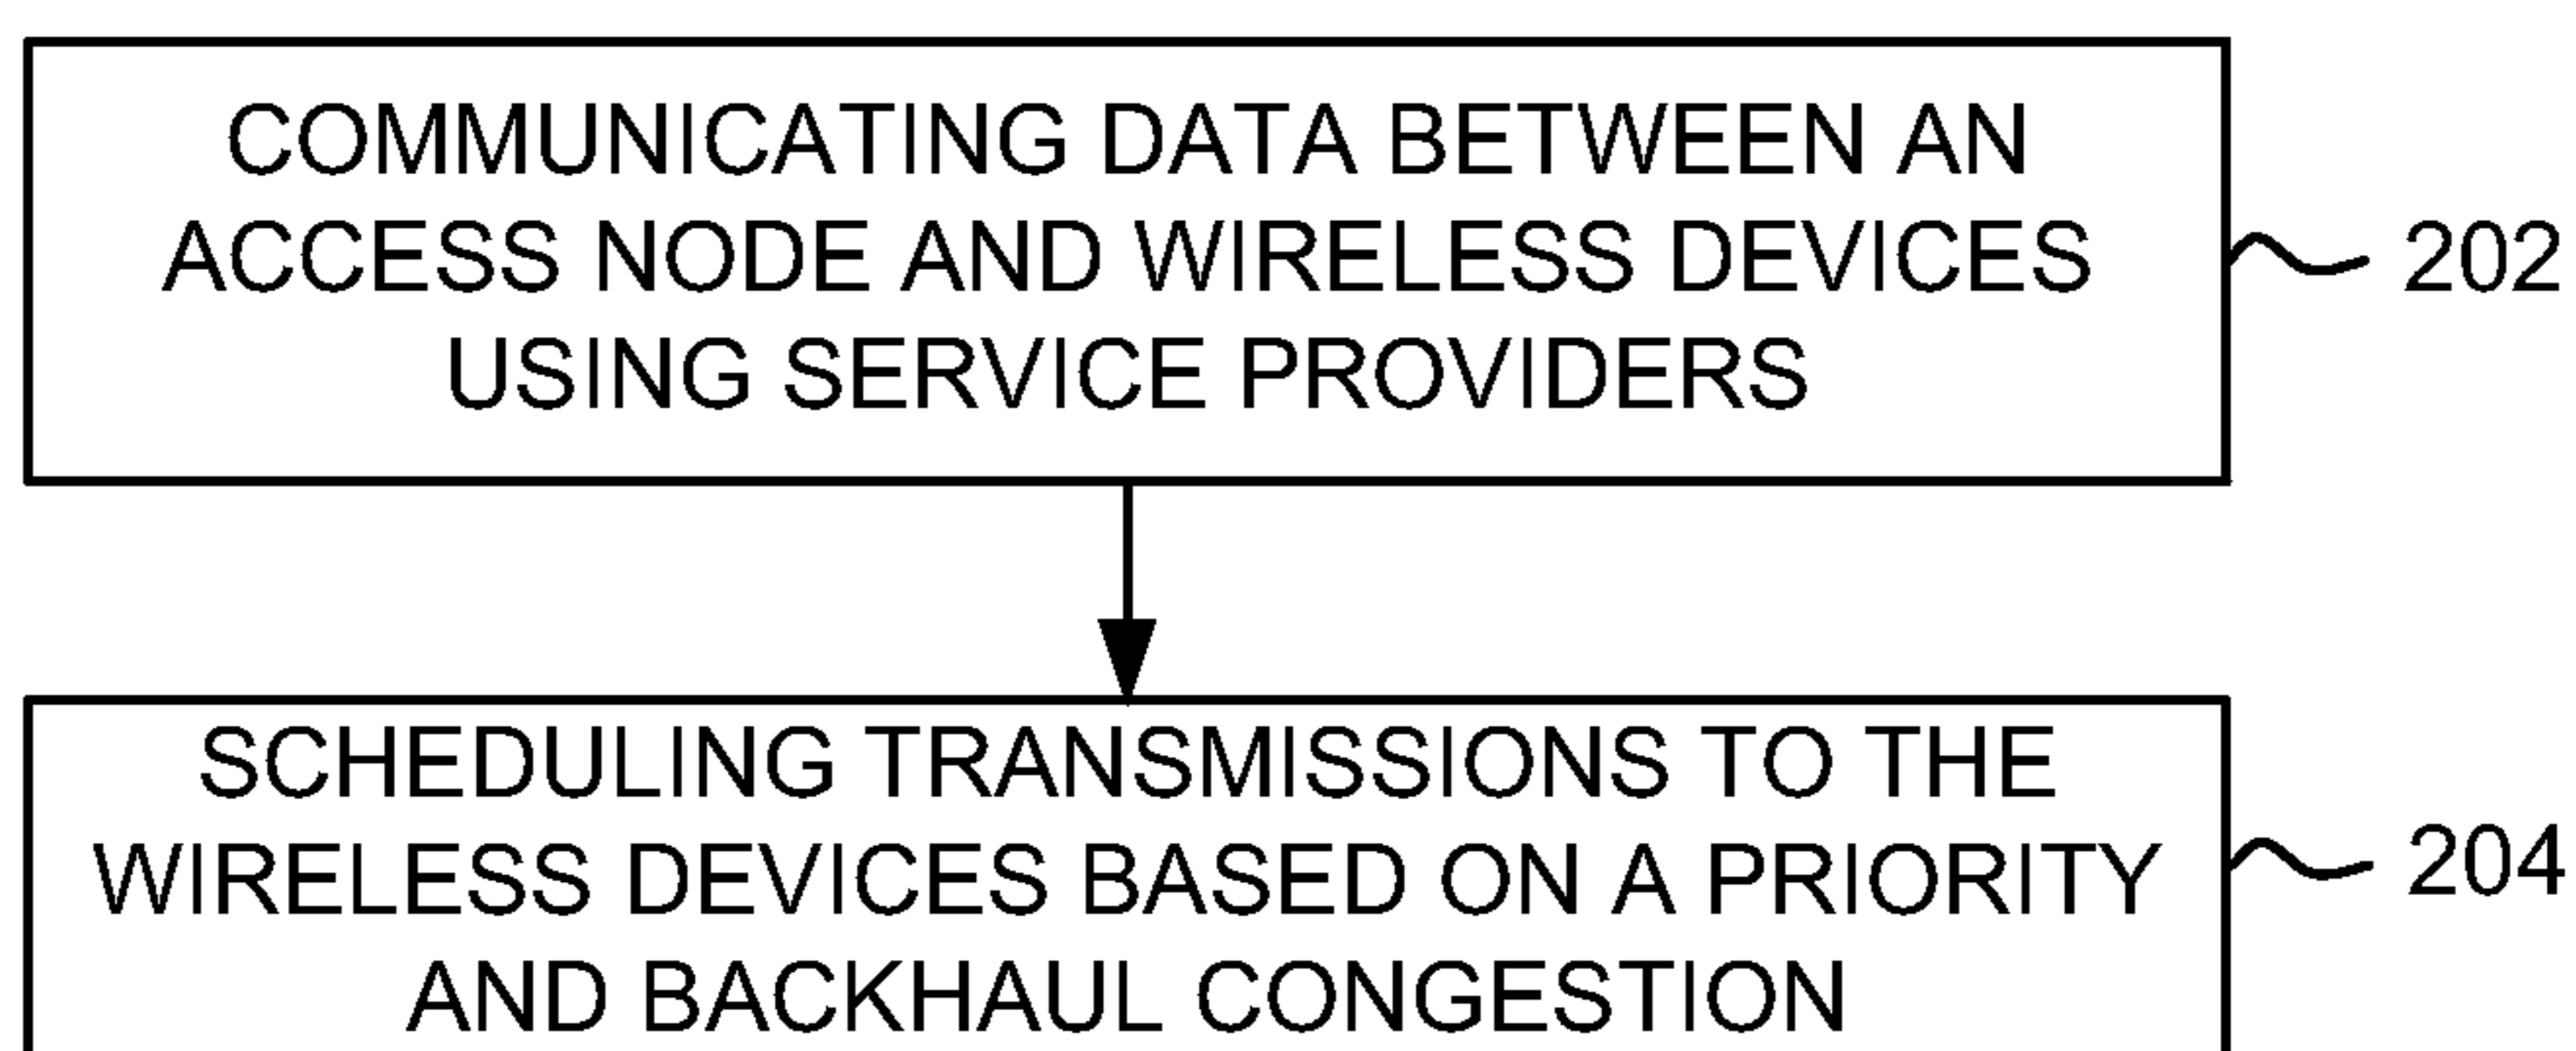 COMMUNICATING DATA BETWEEN AN
ACCESS NODE AND WIRELESS DEVICES
USING SERVICE PROVIDERS
202
SCHEDULING TRANSMISSIONS TO THE
WIRELESS DEVICES BASED ON A PRIORITY
AND BACKHAUL CONGESTION
204